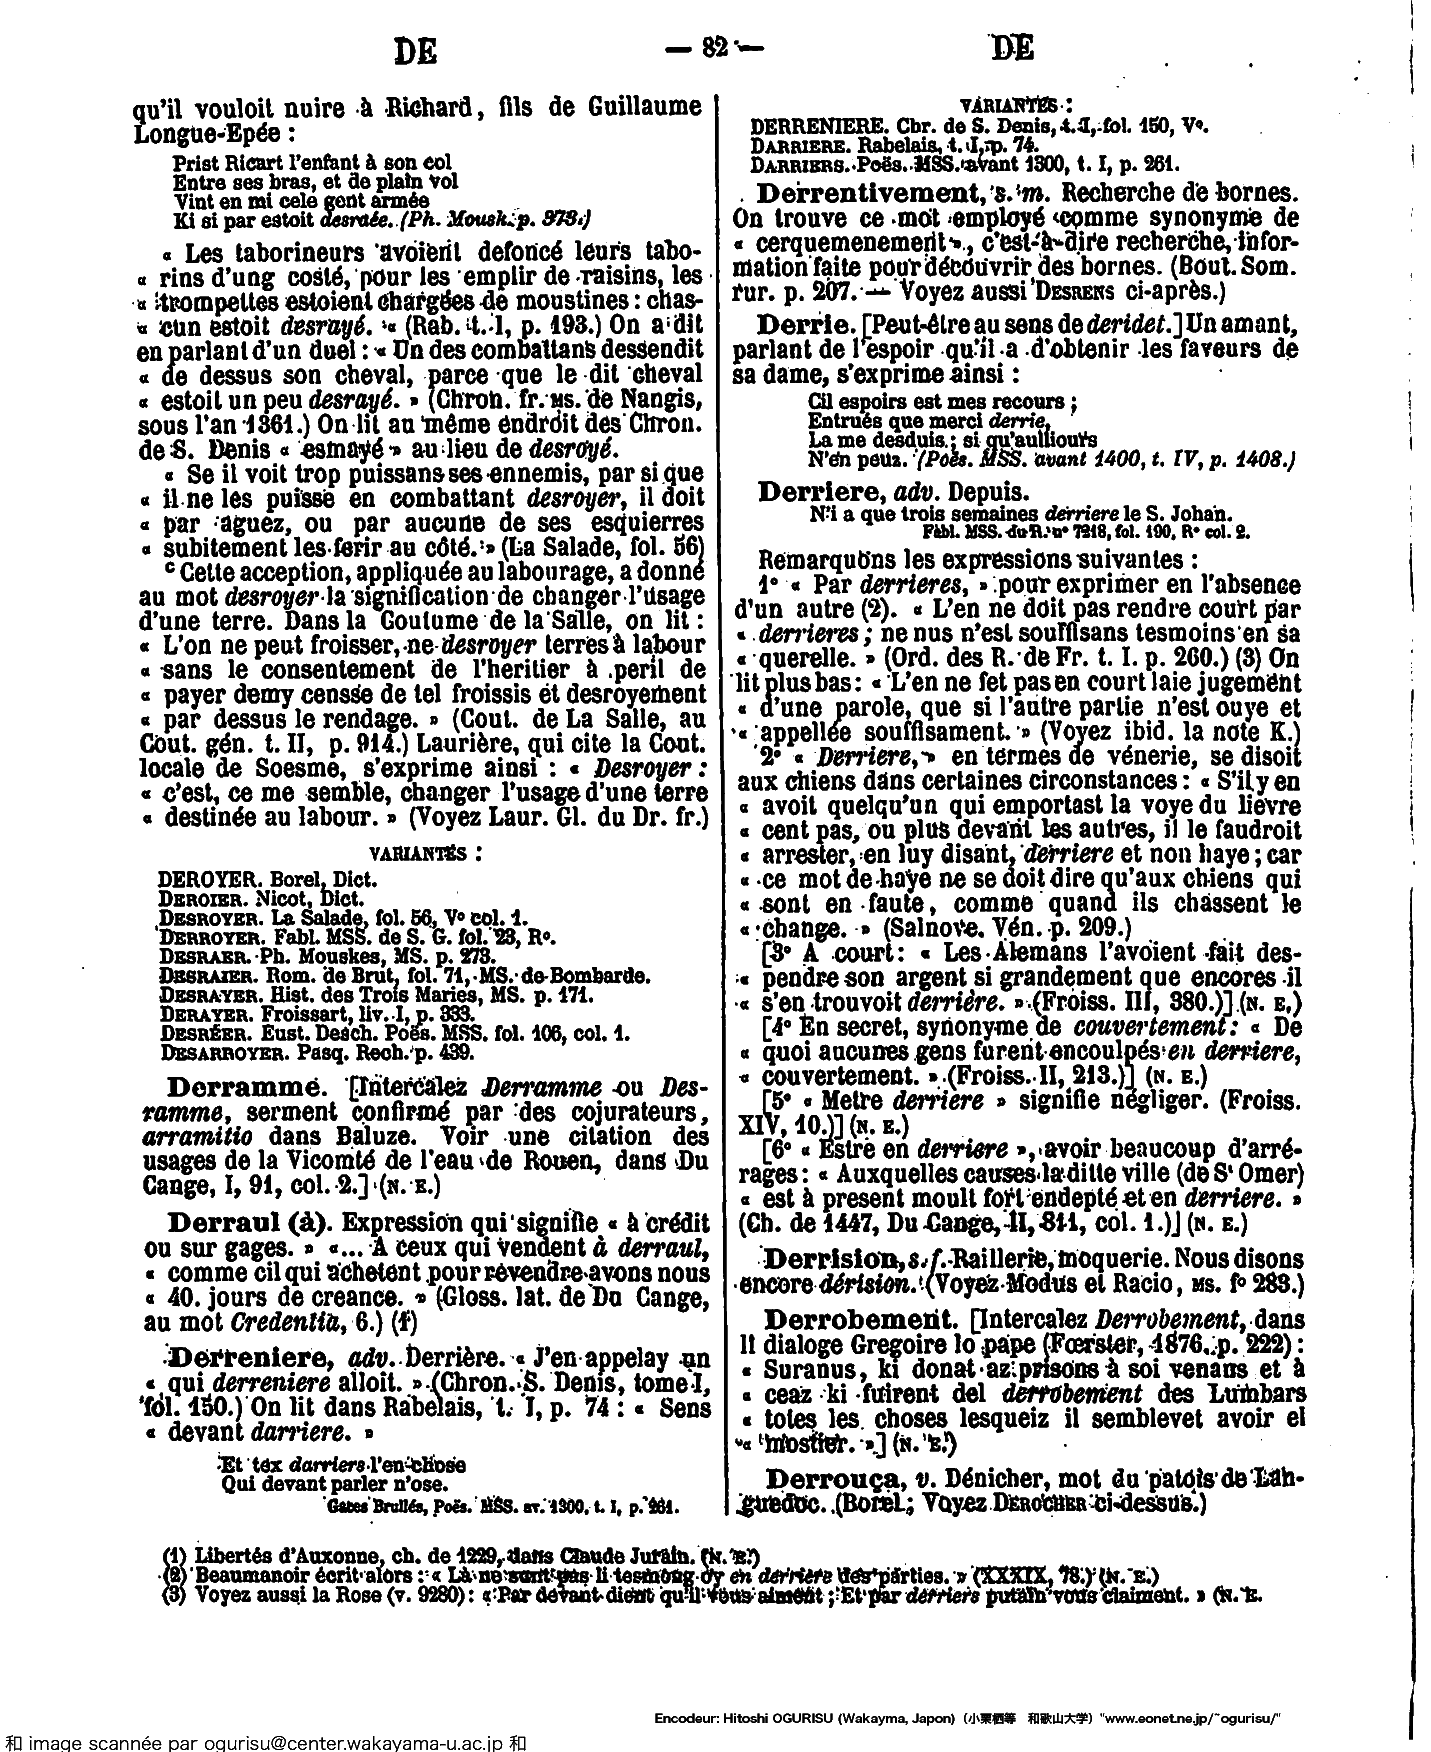 DE — 82 — DE
qu'il vouloit nuire à Richard, fils de Guillaume
Longue-Epée :
Prist Ricart l'enfant à son col
Entre ses bras, et de plain vol
Vint en mi cele gent armée
Ki si par estoit desraée. (Ph. Mousk. p. 373.)
« Les taborineurs avoient defoncé leurs tabo-
« rins d'ung costé, pour les emplir de raisins, les
« trompettes estoient chargées de moustines : chas-
« cun estoit desrayé. « (Rab. t. I, p. 193.) On a dit
en parlant d'un duel : « Un des combattans dessendit
« de dessus son cheval, parce que le dit cheval
« estoit un peu desrayé. » (Chron. fr. ms. de Nangis,
sous l'an 1361.) On lit au même endroit des Chron.
de S. Denis « esmayé » au lieu de desroyé.
« Se il voit trop puissans ses ennemis, par si que
« il ne les puisse en combattant desroyer, il doit
« par aguez, ou par aucune de ses esquierres
« subitement les ferir au côté. » (La Salade, fol. 56)
Cette acception, appliquée au labourage, a donné
au mot desroyer la signification de changer l'usage
d'une terre. Dans la Coutume de la Salle, on lit :
« L'on ne peut froisser, ne desroyer terres à labour
« sans le consentement de l'heritier à peril de
« payer demy censse de tel froissis et desroyement
« par dessus le rendage. » (Cout. de La Salle, au
Cout. gén. t. II, p. 914.) Laurière, qui cite la Cout.
locale de Soesme, s'exprime ainsi : « Desroyer :
« c'est, ce me semble, changer l'usage d'une terre
« destinée au labour. » (Voyez Laur. Gl. du Dr. fr.)
VARIANTES :
DEROYER. Borel, Dict.
DEROIER. Nicot, Dict.
DESROYER. La Salade, fol. 56, V° col. 1.
DERROYER. Fabl. MSS. de S. G. fol. 23, R°.
DESRAER. Ph. Mouskes, MS. p. 273.
DESRAIER. Rom. de Brut, fol. 71, MS. de Bombarde.
DESRAYER. Hist. des Trois Maries, MS. p. 171.
DERAYER. Froissart, liv. I, p. 333.
DESRÉER. Eust. Desch. Poës. MSS. fol. 106, col. 1.
DESARROYER. Pasq. Rech. p. 439.
Derramme. [Intercalez Derramme ou Des-
ramme, serment confirmé par des cojurateurs,
arramitio dans Baluze. Voir une citation des
usages de la Vicomté de l'eau de Rouen, dans Du
Cange, I, 91, col. 2.] (N. E.)
Derraul (à). Expression qui signifie « à crédit
ou sur gages. » «... A ceux qui vendent à derraul,
« comme cil qui achetent pour revendre avons nous
« 40. jours de creance. » (Gloss. lat. de Du Cange,
au mot Credentia, 6.) (1)
Derreniere, adv. Derrière. « J'en appelay un
« qui derreniere alloit. » (Chron. S. Denis, tome I,
fol. 150.) On lit dans Rabelais, t. I, p. 74 : « Sens
« devant darriere. »
Et tex darriers l'en chose
Qui devant parler n'ose.
Gaces Brullés, Poës. MSS. av. 1300, t. I, p. 261.
VARIANTES :
DERRENIERE. Chr. de S. Denis, t. I, fol. 150, V°.
DARRIERE. Rabelais, t. I, p. 74.
DARRIERS. Poës. MSS. avant 1300, t. I, p. 261.
Derrentivement, s. m. Recherche de bornes.
On trouve ce mot employé comme synonyme de
« cerquemenement », c'est-à-dire recherche, infor-
mation faite pour découvrir des bornes. (Bout. Som.
rur. p. 207. — Voyez aussi DESRENS ci-après.)
Derrie. [Peut-être au sens de deridet.] Un amant,
parlant de l'espoir qu'il a d'obtenir les faveurs de
sa dame, s'exprime ainsi :
Cil espoirs est mes recours ;
Entrués que merci derrie,
La me desduis ; si qu'aulliours
N'en peuz. (Poës. MSS. avant 1400, t. IV, p. 1408.)
Derriere, adv. Depuis.
N'i a que trois semaines derriere le S. Johan.
Fabl. MSS. du R. n° 7218, fol. 190, R° col. 2.
Remarquons les expressions suivantes :
1° « Par derrieres, » pour exprimer en l'absence
d'un autre (2). « L'en ne doit pas rendre court par
« derrieres ; ne nus n'est souffisans tesmoins en sa
« querelle. » (Ord. des R. de Fr. t. I. p. 260.) (3) On
lit plus bas : « L'en ne fet pas en court laie jugement
« d'une parole, que si l'autre partie n'est ouye et
« appellée souffisament. » (Voyez ibid. la note K.)
2° « Derriere, » en termes de vénerie, se disoit
aux chiens dans certaines circonstances : « S'il y en
« avoit quelqu'un qui emportast la voye du lievre
« cent pas, ou plus devant les autres, il le faudroit
« arrester, en luy disant, derriere et non haye ; car
« ce mot de haye ne se doit dire qu'aux chiens qui
« sont en faute, comme quand ils chassent le
« change. » (Salnove. Vén. p. 209.)
[3° A court : « Les Alemans l'avoient fait des-
« pendre son argent si grandement que encores il
« s'en trouvoit derrière. » (Froiss. III, 380.)] (N. E.)
[4° En secret, synonyme de couvertement : « De
« quoi aucunes gens furent encoulpés en derriere,
« couvertement. » (Froiss. II, 213.)] (N. E.)
[5° « Metre derriere » signifie négliger. (Froiss.
XIV, 10.)] (N. E.)
[6° « Estre en derriere », avoir beaucoup d'arré-
rages : « Auxquelles causes la ditte ville (de St Omer)
« est à present moult fort endepté et en derriere. »
(Ch. de 1447, Du Cange, II, 811, col. 1.)] (N. E.)
Derrision, s. f. Raillerie, moquerie. Nous disons
encore dérision. (Voyez Modus et Racio, MS. f° 283.)
Derrobement. [Intercalez Derrobement, dans
li dialoge Gregoire lo pape (Fœrster, 1876. p. 222) :
« Suranus, ki donat az prisons à soi venans et à
« ceaz ki fuirent del derrobement des Lumbars
« totes les choses lesqueiz il semblevet avoir el
« mostier. »] (N. E.)
Derrouça, v. Dénicher, mot du patois de Lan-
guedoc. (Borel ; Voyez DEROCHER ci-dessus.)
(1) Libertés d'Auxonne, ch. de 1229, dans Claude Jurain. (N. E.)
(2) Beaumanoir écrit alors : « Là ne sunt pas li tesmong oy en derriere des parties. » (XXXIX, 78.) (N. E.)
(3) Voyez aussi la Rose (v. 9280) : « Par devant dient qu'il vous aiment ; Et par derriers putain vous claiment. » (N. E.
Encodeur: Hitoshi OGURISU (Wakayma, Japon) (小栗栖等 和歌山大学) "www.eonet.ne.jp/~ogurisu/"
和 image scannée par ogurisu@center.wakayama-u.ac.jp 和